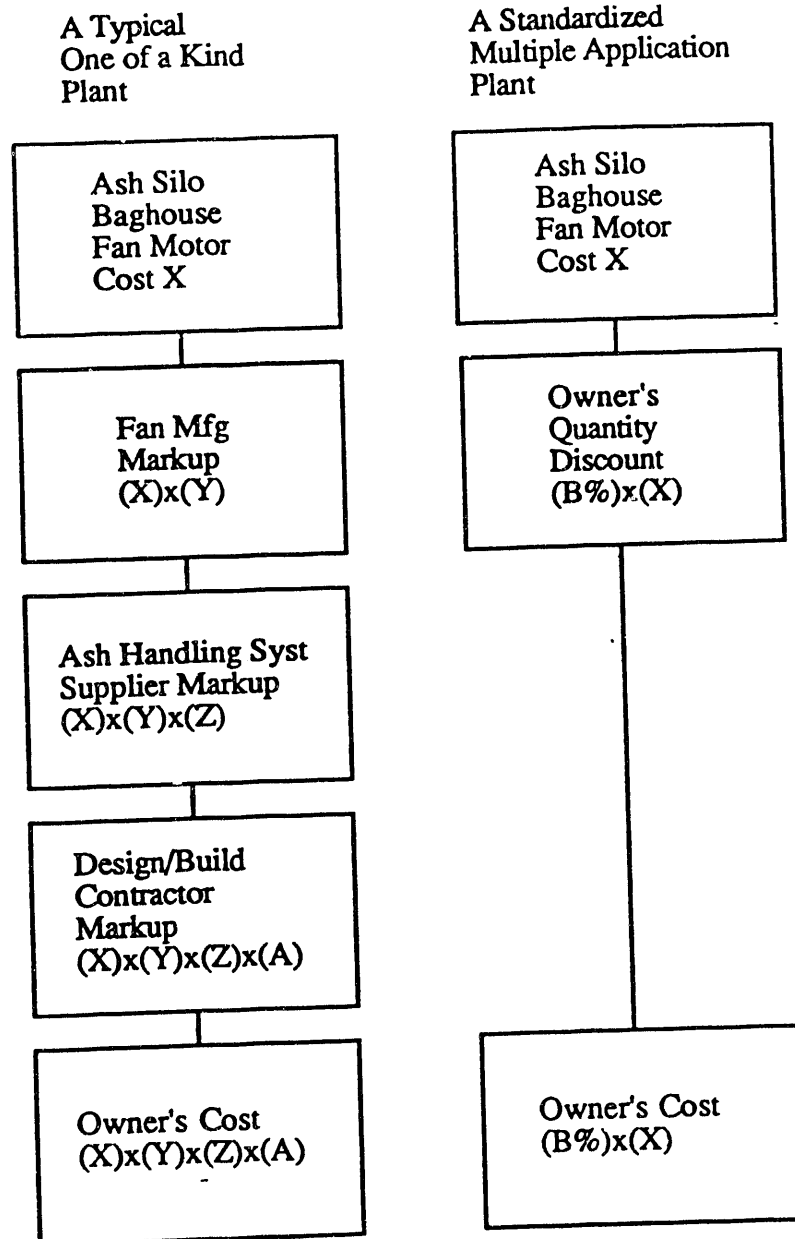 A Typical
One of a Kind
Plant
Ash Silo
Baghouse
Fan Motor
Cost X
Fan Mfg
Markup
(X)x(Y)
Ash Handling Syst
Supplier Markup
(X)x(Y)x(Z)
Design/Build
Contractor
Markup
(X)x(Y)x(Z)x(A)
Owner's Cost
(X)x(Y)x(Z)x(A)
A Standardized
Multiple Application
Plant
Ash Silo
Baghouse
Fan Motor
Cost X
Owner's
Quantity
Discount
(B%)x(X)
Owner's Cost
(B%)x(X)